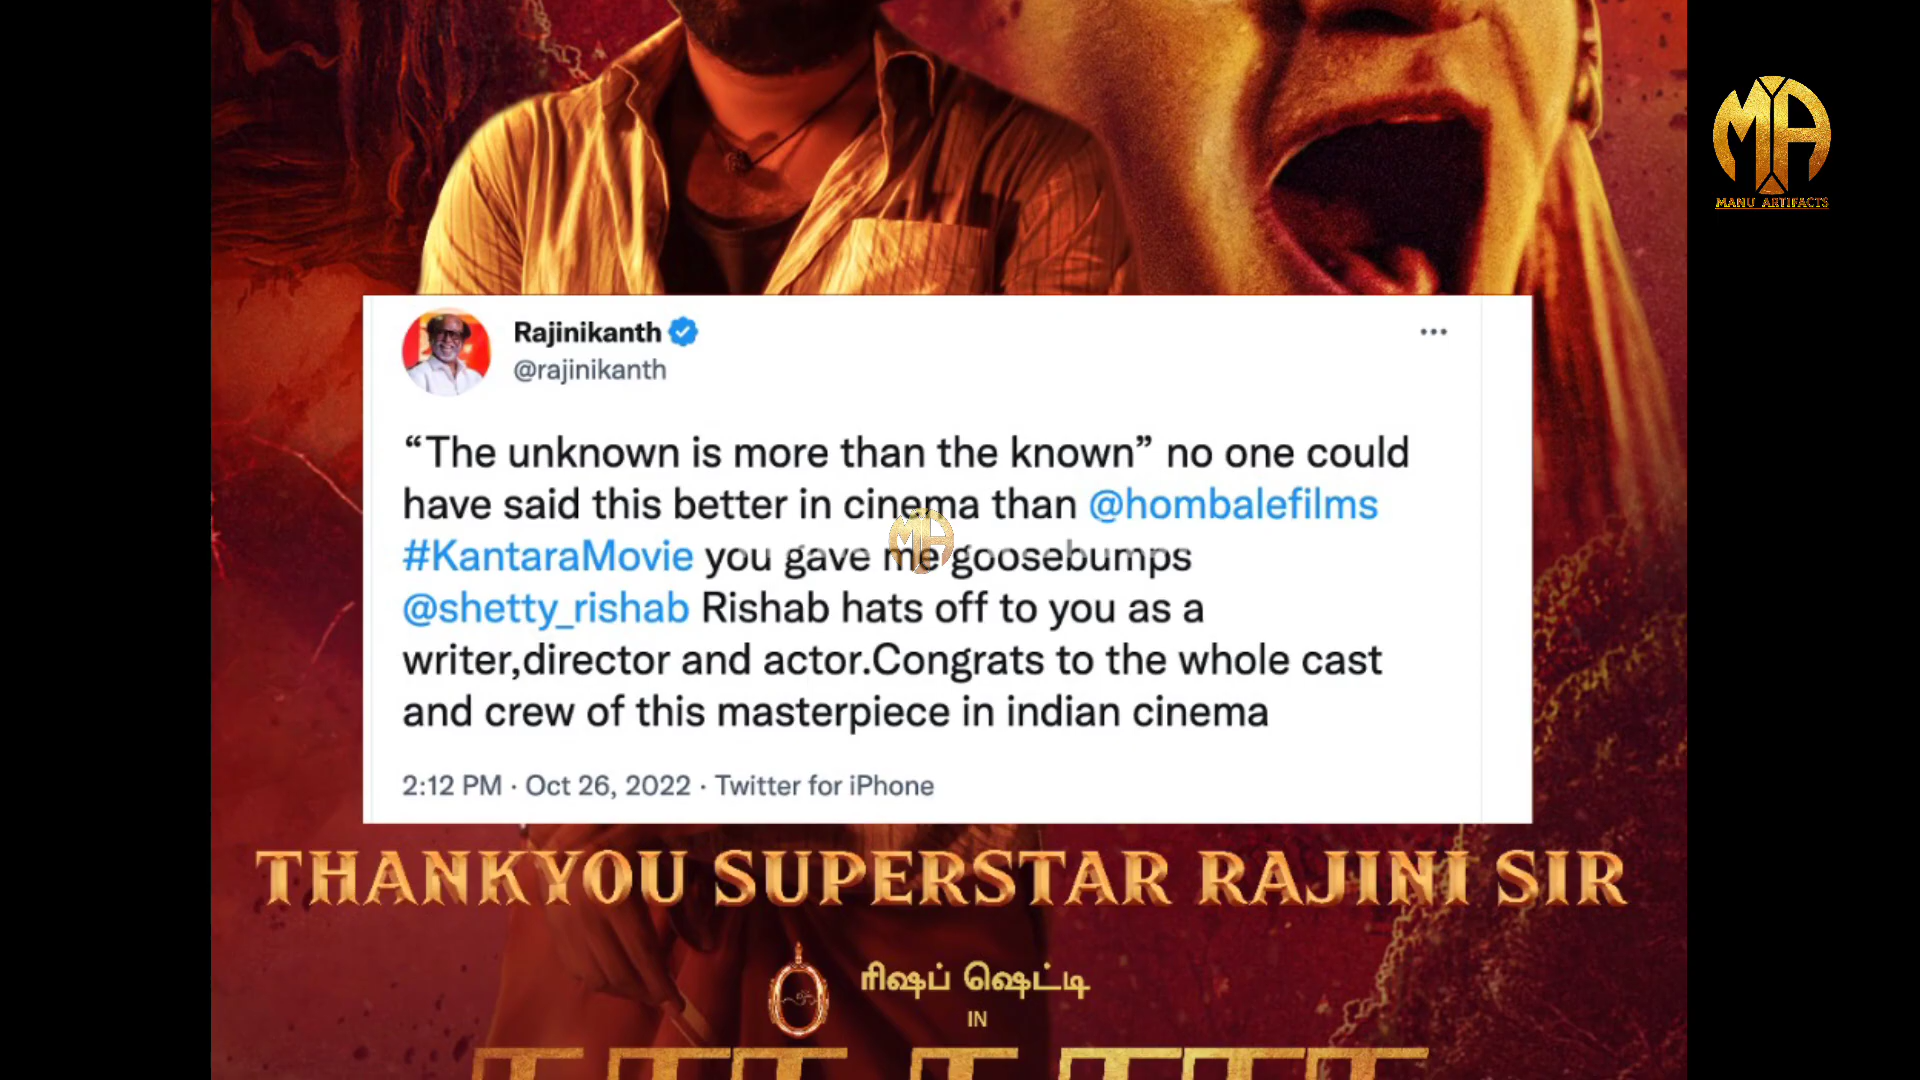 MANU ARTIFACTS
Rajinikanth
@rajinikanth
“The unknown is more than the known” no one could
have said this better in cinema than @hombalefilms
#KantaraMovie you gave me goosebumps
@shetty_rishab Rishab hats off to you as a
writer,director and actor.Congrats to the whole cast
and crew of this masterpiece in indian cinema
2:12 PM · Oct 26, 2022 · Twitter for iPhone
THANKYOU SUPERSTAR RAJINI SIR
ரிஷப் ஷெட்டி
IN